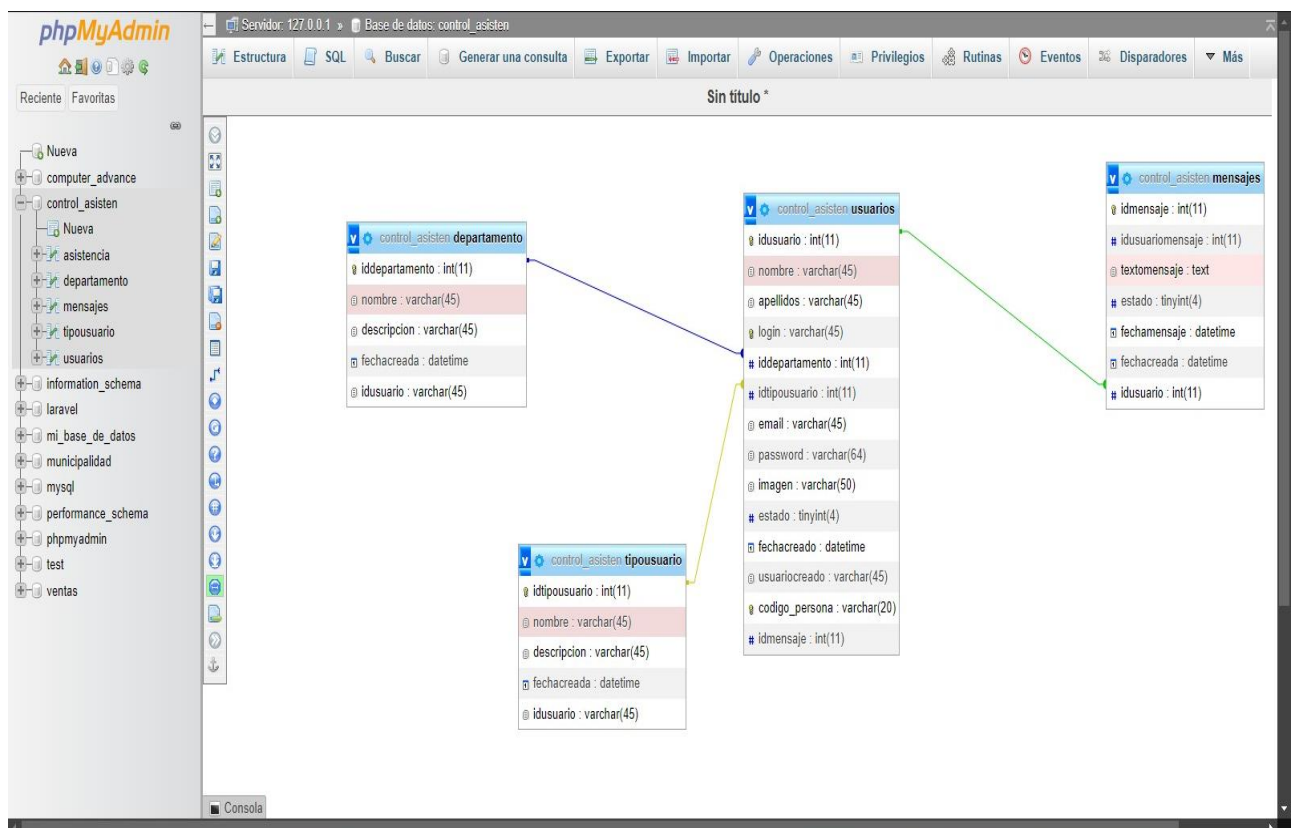 phpMyAdmin
Reciente Favoritas
Nueva
computer_advance
control_asisten
Nueva
asistencia
departamento
mensajes
tipousuario
usuarios
information_schema
laravel
mi_base_de_datos
municipalidad
mysql
performance_schema
phpmyadmin
test
ventas
Servidor: 127.0.0.1 » Base de datos: control_asisten
Estructura SQL Buscar Generar una consulta Exportar Importar Operaciones Privilegios Rutinas Eventos Disparadores Más
Sin título *
control_asisten departamento
iddepartamento : int(11)
nombre : varchar(45)
descripcion : varchar(45)
fechacreada : datetime
idusuario : varchar(45)
control_asisten tipousuario
idtipousuario : int(11)
nombre : varchar(45)
descripcion : varchar(45)
fechacreada : datetime
idusuario : varchar(45)
control_asisten usuarios
idusuario : int(11)
nombre : varchar(45)
apellidos : varchar(45)
login : varchar(45)
iddepartamento : int(11)
idtipousuario : int(11)
email : varchar(45)
password : varchar(64)
imagen : varchar(50)
estado : tinyint(4)
fechacreado : datetime
usuariocreado : varchar(45)
codigo_persona : varchar(20)
idmensaje : int(11)
control_asisten mensajes
idmensaje : int(11)
idusuariomensaje : int(11)
textomensaje : text
estado : tinyint(4)
fechamensaje : datetime
fechacreada : datetime
idusuario : int(11)
Consola